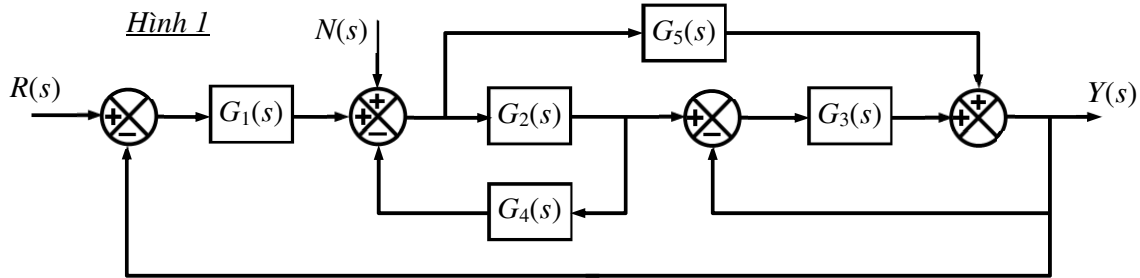 Hình 1
N(s)
G₅(s)
R(s)
+
−
G₁(s)
+
+
−
G₂(s)
+
−
G₃(s)
+
+
Y(s)
G₄(s)